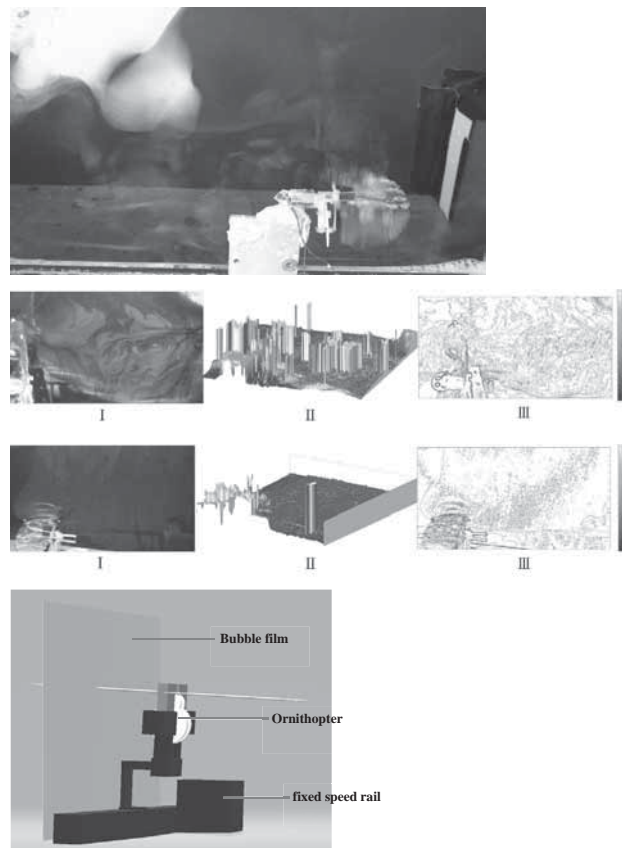 I
II
III
I
II
III
Bubble film
Ornithopter
fixed speed rail